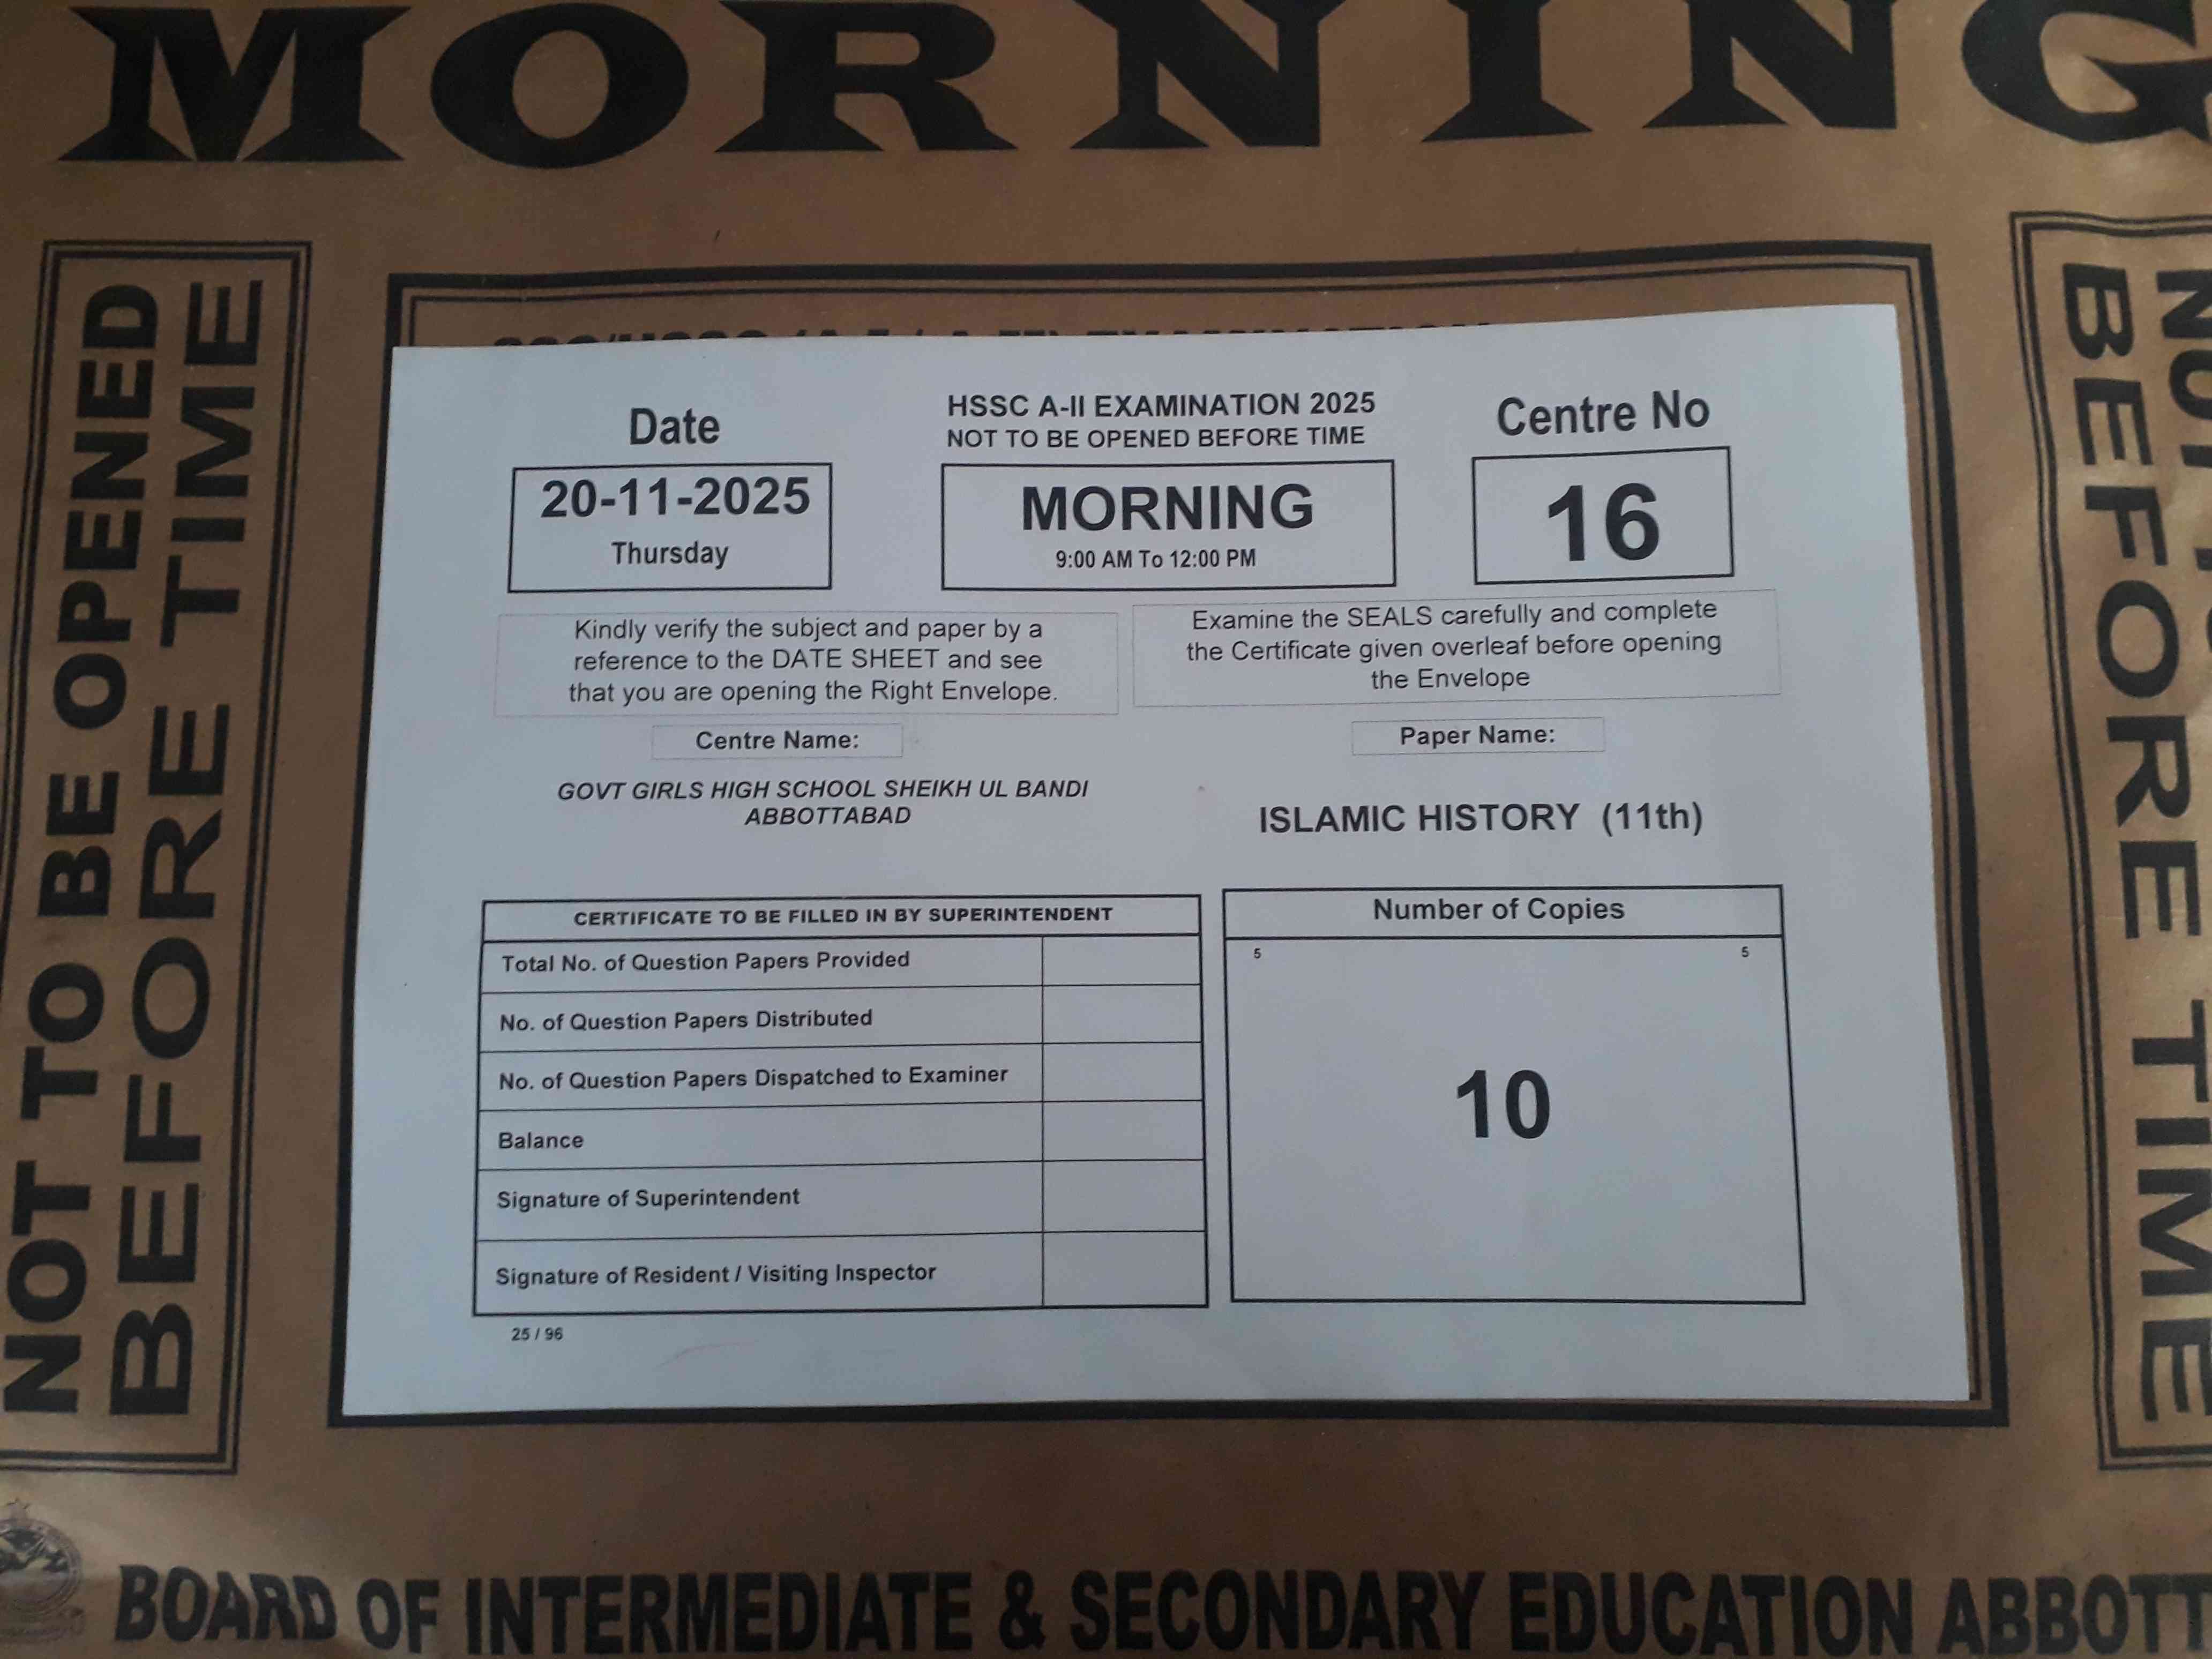 MORNING
NOT TO BE OPENED
BEFORE TIME
Date
20-11-2025
Thursday
HSSC A-II EXAMINATION 2025
NOT TO BE OPENED BEFORE TIME
MORNING
9:00 AM To 12:00 PM
Centre No
16
Kindly verify the subject and paper by a
reference to the DATE SHEET and see
that you are opening the Right Envelope.
Examine the SEALS carefully and complete
the Certificate given overleaf before opening
the Envelope
Centre Name:
GOVT GIRLS HIGH SCHOOL SHEIKH UL BANDI
ABBOTTABAD
Paper Name:
ISLAMIC HISTORY (11th)
CERTIFICATE TO BE FILLED IN BY SUPERINTENDENT
Total No. of Question Papers Provided
No. of Question Papers Distributed
No. of Question Papers Dispatched to Examiner
Balance
Signature of Superintendent
Signature of Resident / Visiting Inspector
25 / 96
Number of Copies
5 5
10
NOT
BEFORE TIME
BOARD OF INTERMEDIATE & SECONDARY EDUCATION ABBOTT